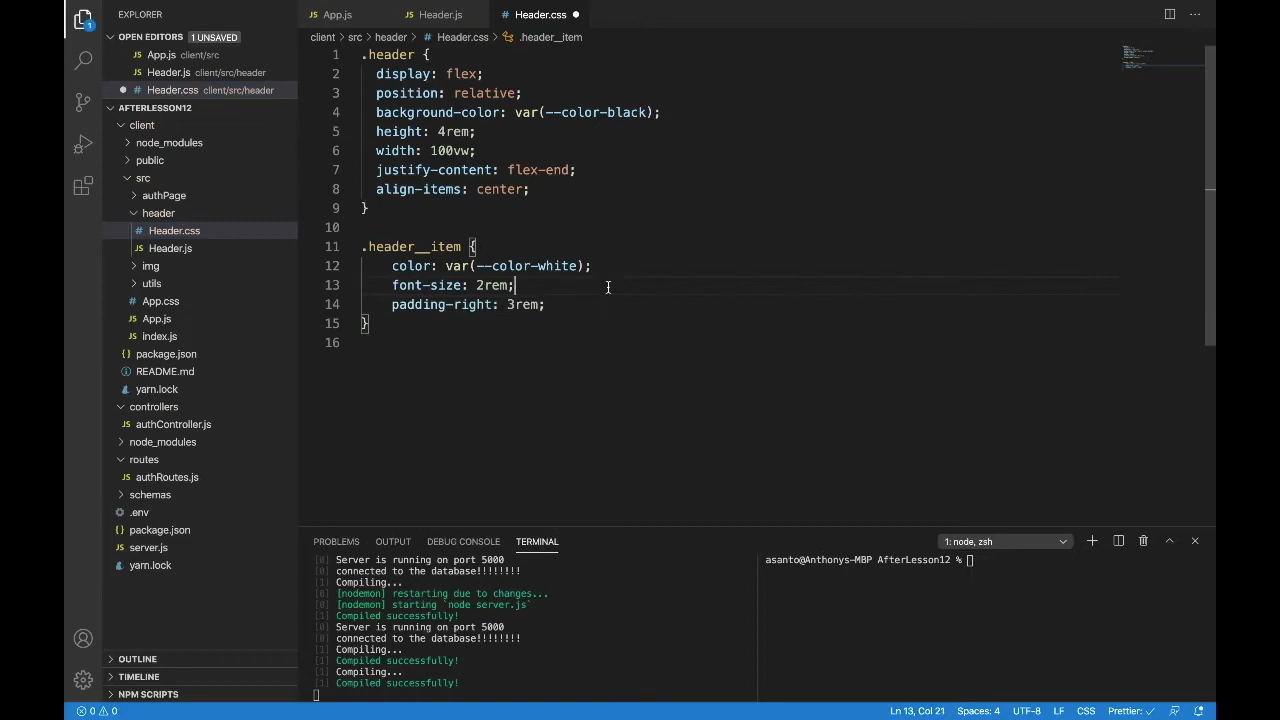 EXPLORER
App.js
Header.js
Header.css
OPEN EDITORS 1 UNSAVED
client > src > header > # Header.css > .header__item
JS App.js client/src
JS Header.js client/src/header
# Header.css client/src/header
AFTERLESSON12
client
node_modules
public
src
authPage
header
# Header.css
JS Header.js
img
utils
# App.css
JS App.js
JS index.js
{} package.json
README.md
yarn.lock
controllers
JS authController.js
node_modules
routes
JS authRoutes.js
schemas
.env
{} package.json
JS server.js
yarn.lock
OUTLINE
TIMELINE
NPM SCRIPTS
1 .header {
2 display: flex;
3 position: relative;
4 background-color: var(--color-black);
5 height: 4rem;
6 width: 100vw;
7 justify-content: flex-end;
8 align-items: center;
9 }
10
11 .header__item {
12 color: var(--color-white);
13 font-size: 2rem;
14 padding-right: 3rem;
15 }
16
PROBLEMS OUTPUT DEBUG CONSOLE TERMINAL 1: node, zsh
[0] Server is running on port 5000
[0] connected to the database!!!!!!!!
[1] Compiling...
[0] [nodemon] restarting due to changes...
[0] [nodemon] starting `node server.js`
[1] Compiled successfully!
[0] Server is running on port 5000
[0] connected to the database!!!!!!!!
[1] Compiling...
[1] Compiled successfully!
[1] Compiling...
[1] Compiled successfully!
asanto@Anthonys-MBP AfterLesson12 %
0 0 Ln 13, Col 21 Spaces: 4 UTF-8 LF CSS Prettier: ✓